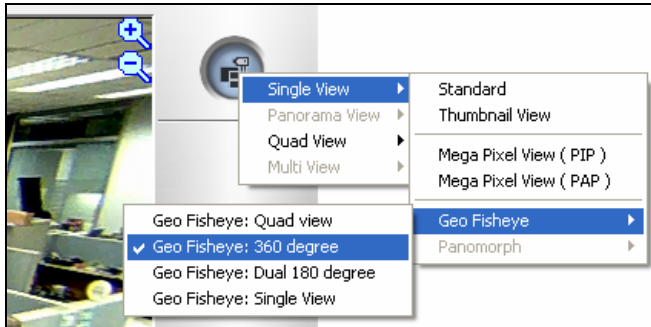 Single View
Panorama View
Quad View
Multi View
Standard
Thumbnail View
Mega Pixel View ( PIP )
Mega Pixel View ( PAP )
Geo Fisheye
Panomorph
Geo Fisheye: Quad view
Geo Fisheye: 360 degree
Geo Fisheye: Dual 180 degree
Geo Fisheye: Single View